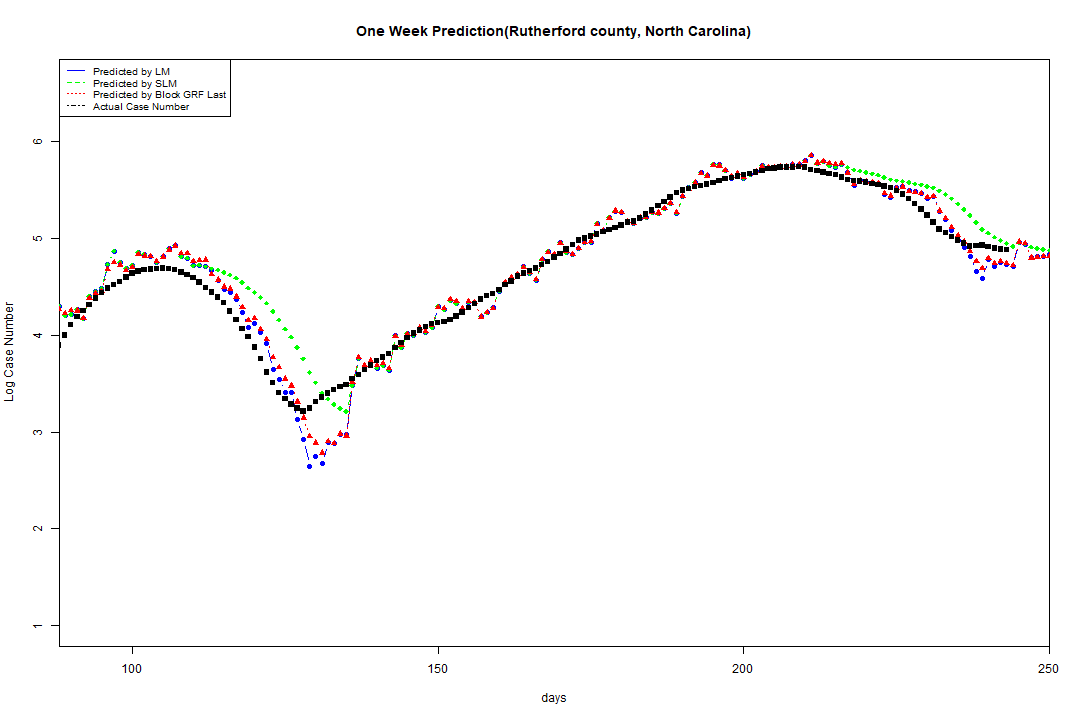 One Week Prediction(Rutherford county, North Carolina)
Predicted by LM
Predicted by SLM
Predicted by Block GRF Last
Actual Case Number
Log Case Number
6
5
4
3
2
1
100
150
200
250
days